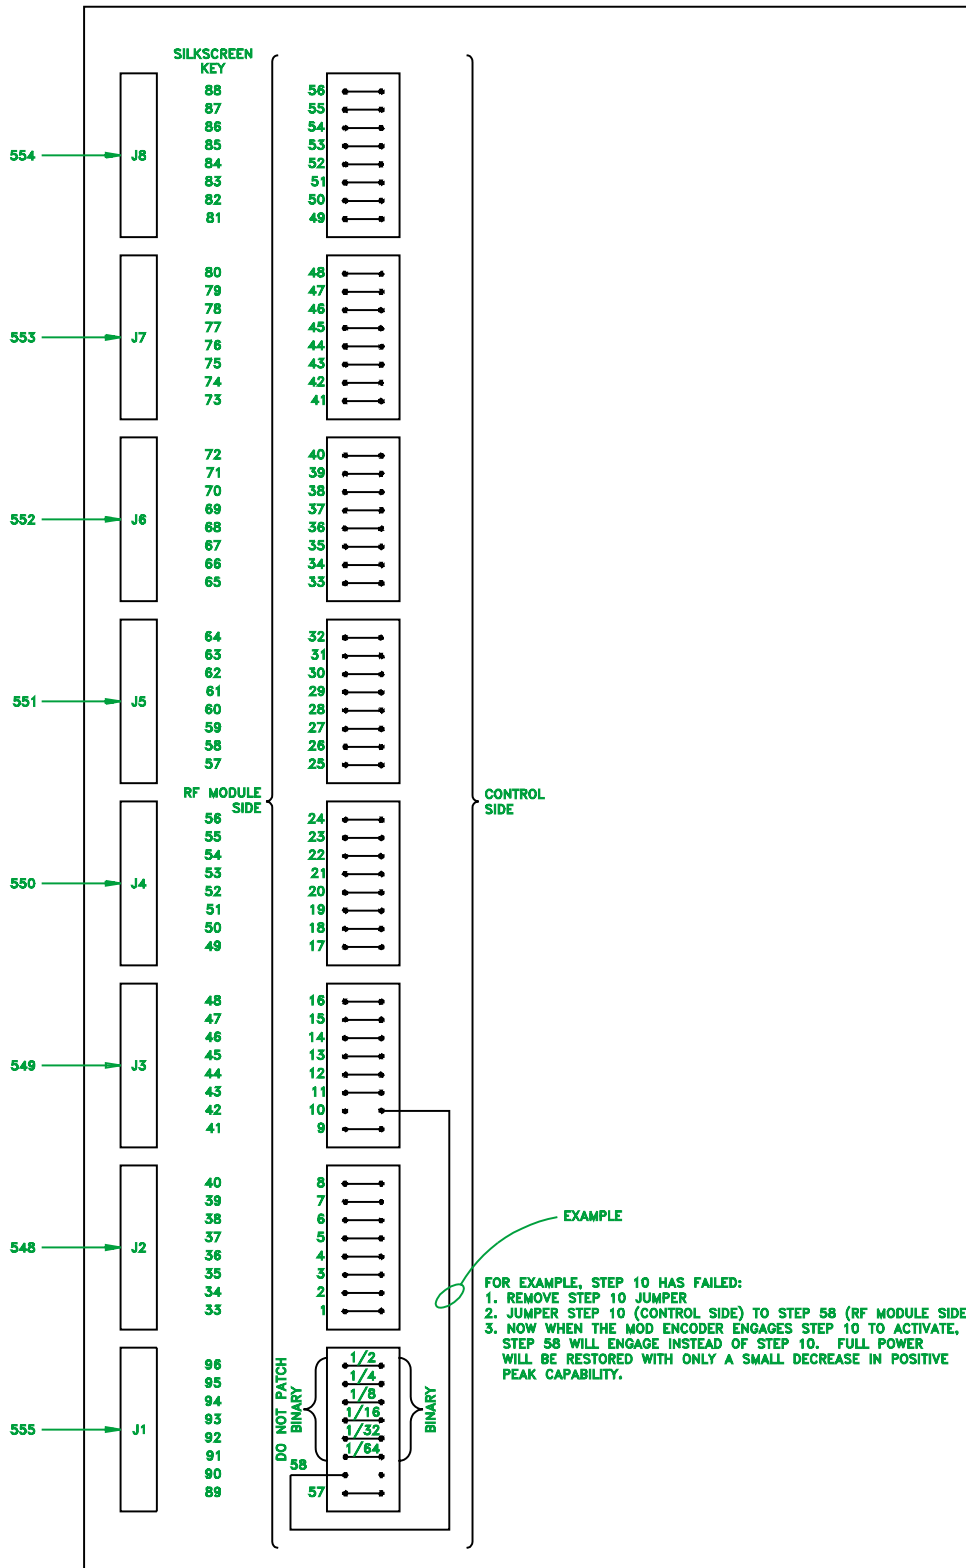 SILKSCREEN
KEY
88 56
87 55
86 54
85 53
554 J8 84 52
83 51
82 50
81 49
80 48
79 47
78 46
77 45
553 J7 76 44
75 43
74 42
73 41
72 40
71 39
70 38
69 37
552 J6 68 36
67 35
66 34
65 33
64 32
63 31
62 30
61 29
551 J5 60 28
59 27
58 26
57 25
RF MODULE
SIDE
CONTROL
SIDE
56 24
55 23
54 22
53 21
550 J4 52 20
51 19
50 18
49 17
48 16
47 15
46 14
45 13
549 J3 44 12
43 11
42 10
41 9
40 8
39 7
38 6
37 5
548 J2 36 4
35 3
34 2
33 1
EXAMPLE
FOR EXAMPLE, STEP 10 HAS FAILED:
1. REMOVE STEP 10 JUMPER
2. JUMPER STEP 10 (CONTROL SIDE) TO STEP 58 (RF MODULE SIDE
3. NOW WHEN THE MOD ENCODER ENGAGES STEP 10 TO ACTIVATE,
STEP 58 WILL ENGAGE INSTEAD OF STEP 10. FULL POWER
WILL BE RESTORED WITH ONLY A SMALL DECREASE IN POSITIVE
PEAK CAPABILITY.
DO NOT PATCH
BINARY
BINARY
96 1/2
95 1/4
94 1/8
93 1/16
555 J1 92 1/32
91 1/64
90 58
89 57